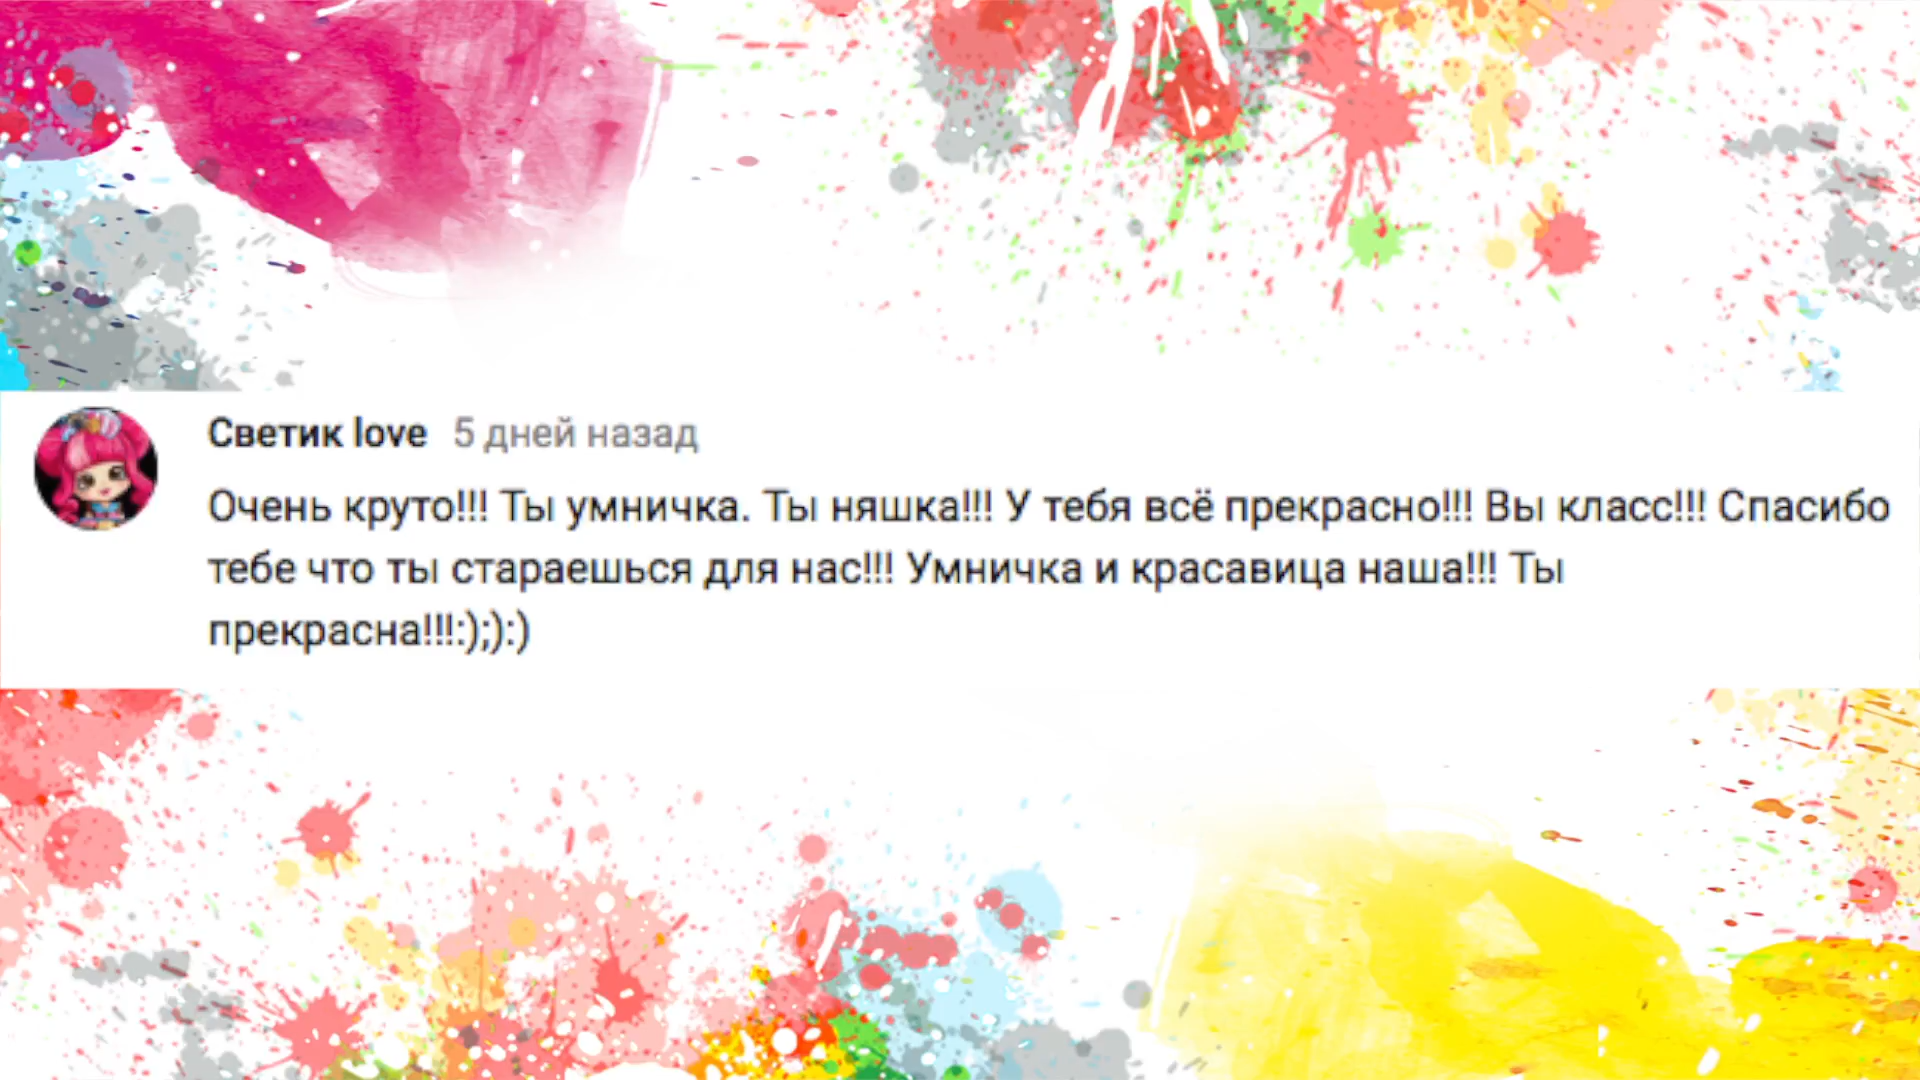 Светик love 5 дней назад
Очень круто!!! Ты умничка. Ты няшка!!! У тебя всё прекрасно!!! Вы класс!!! Спасибо
тебе что ты стараешься для нас!!! Умничка и красавица наша!!! Ты
прекрасна!!!:);):)